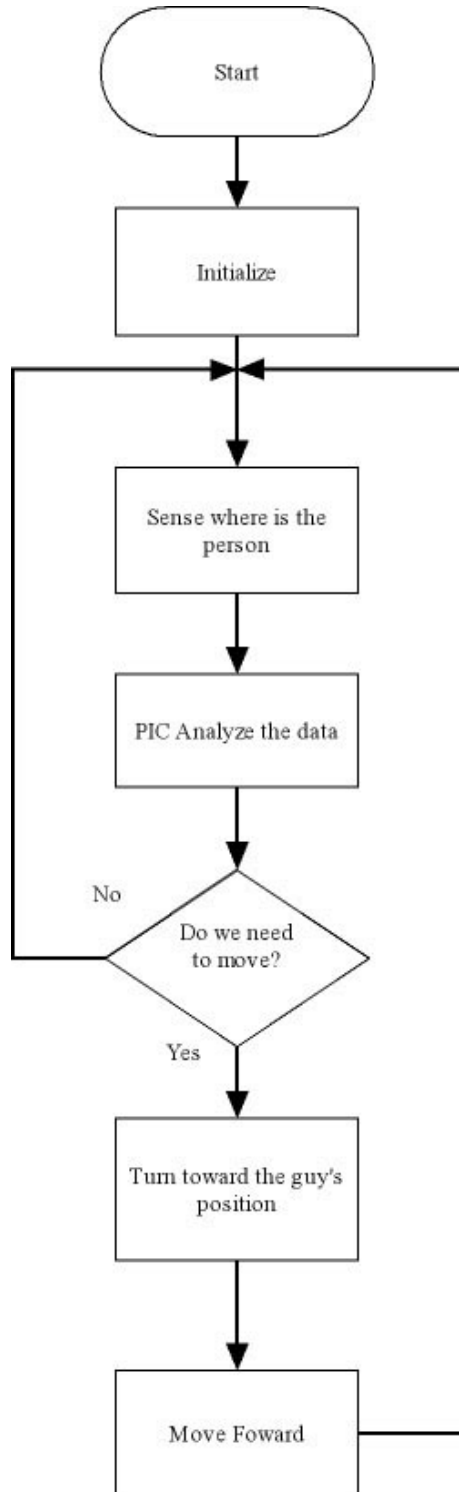 Start
Initialize
Sense where is the
person
PIC Analyze the data
No
Do we need
to move?
Yes
Turn toward the guy's
position
Move Foward